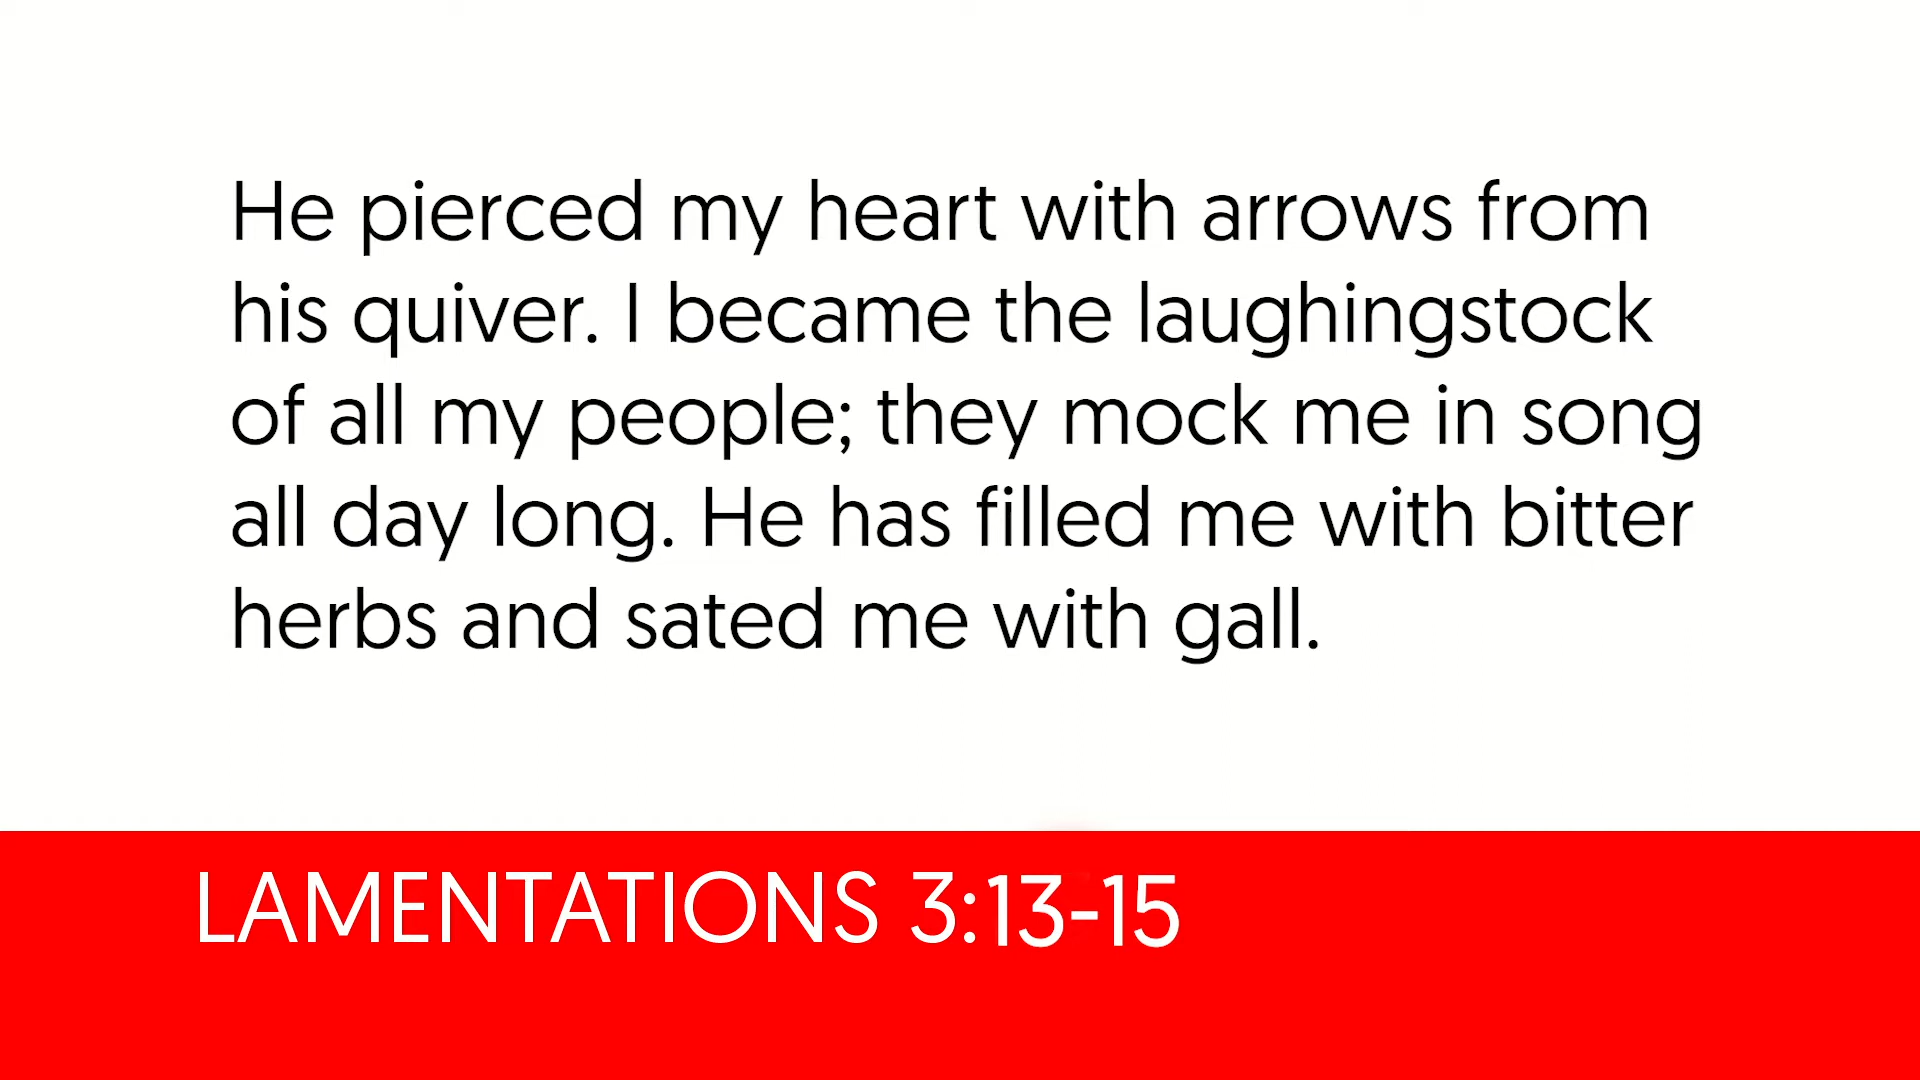 He pierced my heart with arrows from
his quiver. I became the laughingstock
of all my people; they mock me in song
all day long. He has filled me with bitter
herbs and sated me with gall.
LAMENTATIONS 3:13-15